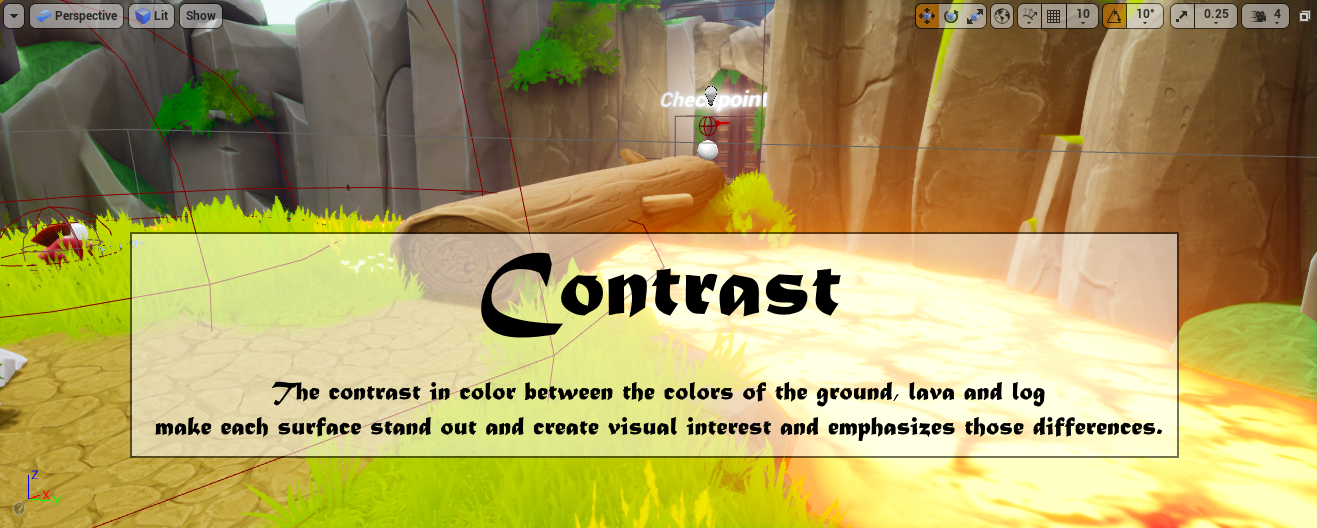 Perspective Lit Show 10 10° 0.25 4
Checkpoint
Contrast
The contrast in color between the colors of the ground, lava and log
make each surface stand out and create visual interest and emphasizes those differences.
Z
X
Y
?